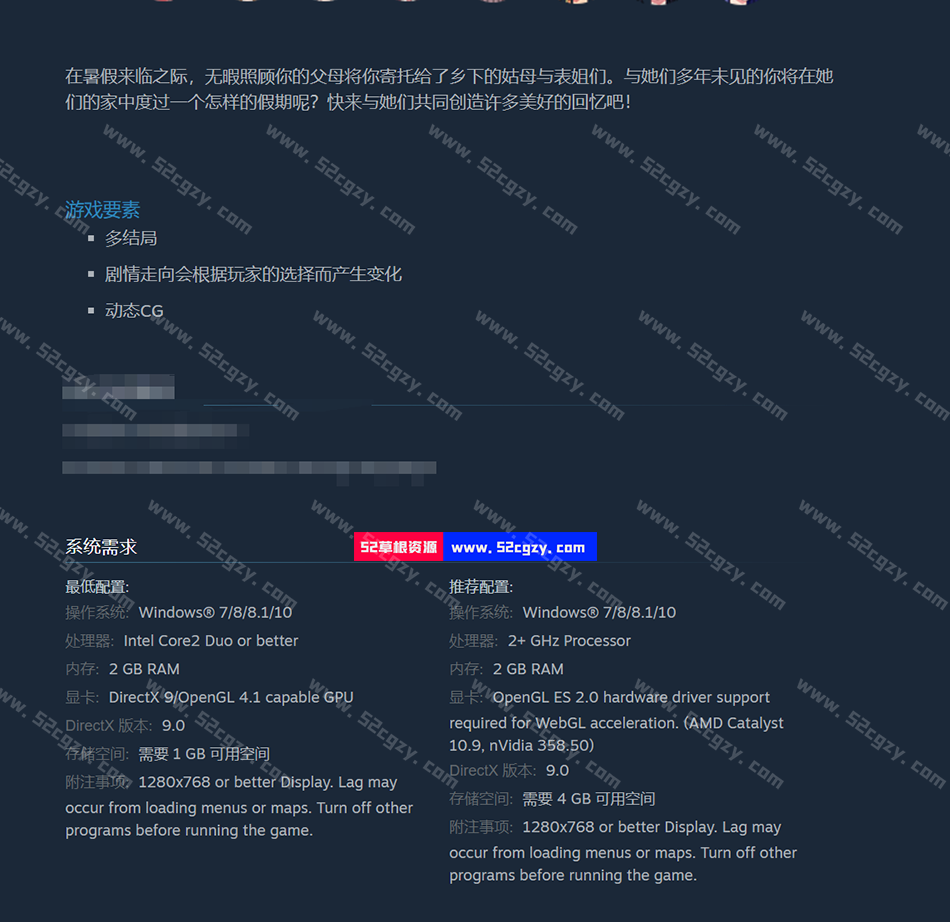 在暑假来临之际，无暇照顾你的父母将你寄托给了乡下的姑母与表姐们。与她们多年未见的你将在她
们的家中度过一个怎样的假期呢？快来与她们共同创造许多美好的回忆吧！
游戏要素
多结局
剧情走向会根据玩家的选择而产生变化
动态CG
系统需求
52草根资源 www.52cgzy.com
最低配置:
操作系统: Windows® 7/8/8.1/10
处理器: Intel Core2 Duo or better
内存: 2 GB RAM
显卡: DirectX 9/OpenGL 4.1 capable GPU
DirectX 版本: 9.0
存储空间: 需要 1 GB 可用空间
附注事项: 1280x768 or better Display. Lag may
occur from loading menus or maps. Turn off other
programs before running the game.
推荐配置:
操作系统: Windows® 7/8/8.1/10
处理器: 2+ GHz Processor
内存: 2 GB RAM
显卡: OpenGL ES 2.0 hardware driver support
required for WebGL acceleration. (AMD Catalyst
10.9, nVidia 358.50)
DirectX 版本: 9.0
存储空间: 需要 4 GB 可用空间
附注事项: 1280x768 or better Display. Lag may
occur from loading menus or maps. Turn off other
programs before running the game.
www.52cgzy.com